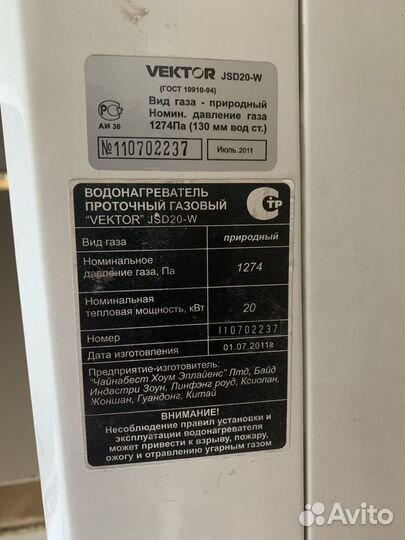 VEKTOR JSD20-W
(ГОСТ 19910-94)
Вид газа - природный
Номин. давление газа
1274Па (130 мм вод ст.)
АИ 36
№110702237
Июль.2011
ВОДОНАГРЕВАТЕЛЬ
ПРОТОЧНЫЙ ГАЗОВЫЙ
"VEKTOR" JSD20-W
Вид газа природный
Номинальное
давление газа, Па 1274
Номинальная
тепловая мощность, кВт 20
Номер 110702237
Дата изготовления 01.07.2011г
Предприятие-изготовитель:
"Чайнабест Хоум Эллайенс" Лтд, Байд
Индастри Зоун, Линфэнг роуд, Ксиопан,
Жоншан, Гуандонг, Китай
ВНИМАНИЕ!
Несоблюдение правил установки и
эксплуатации водонагревателя
может привести к взрыву, пожару,
ожогу и отравлению угарным газом
Avito